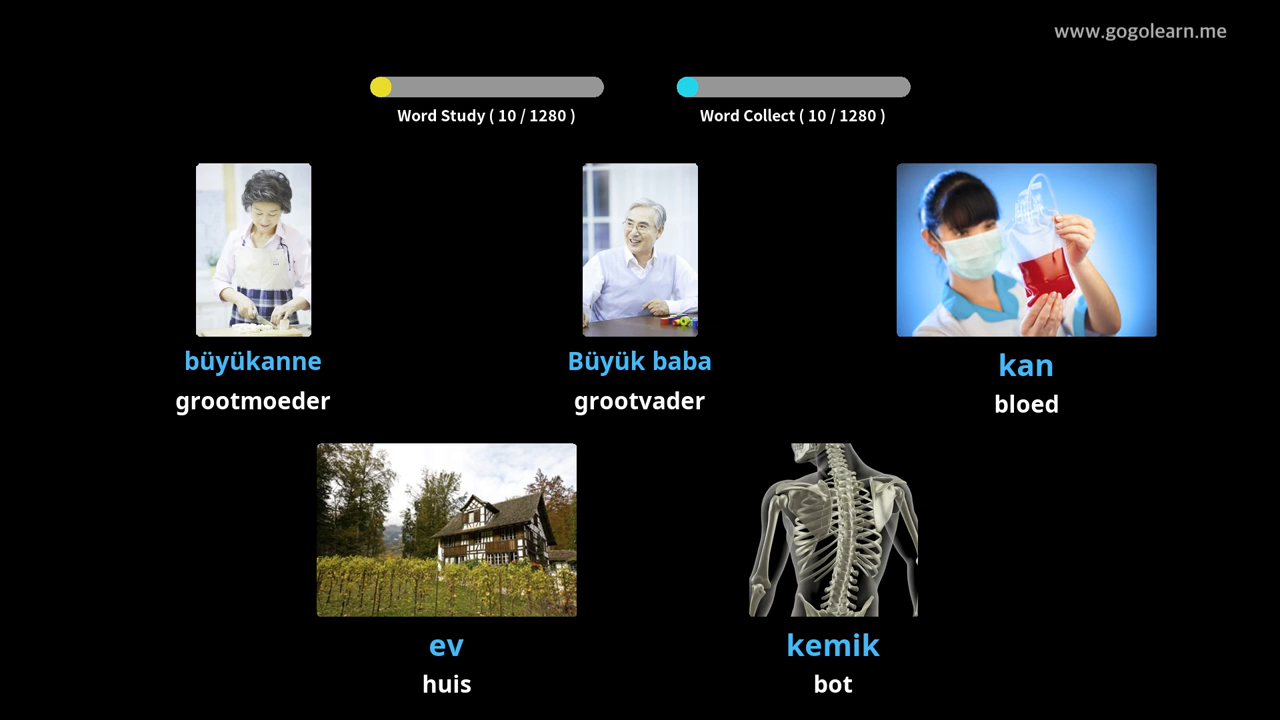 www.gogolearn.me
Word Study ( 10 / 1280 )
Word Collect ( 10 / 1280 )
büyükanne
grootmoeder
Büyük baba
grootvader
kan
bloed
ev
huis
kemik
bot